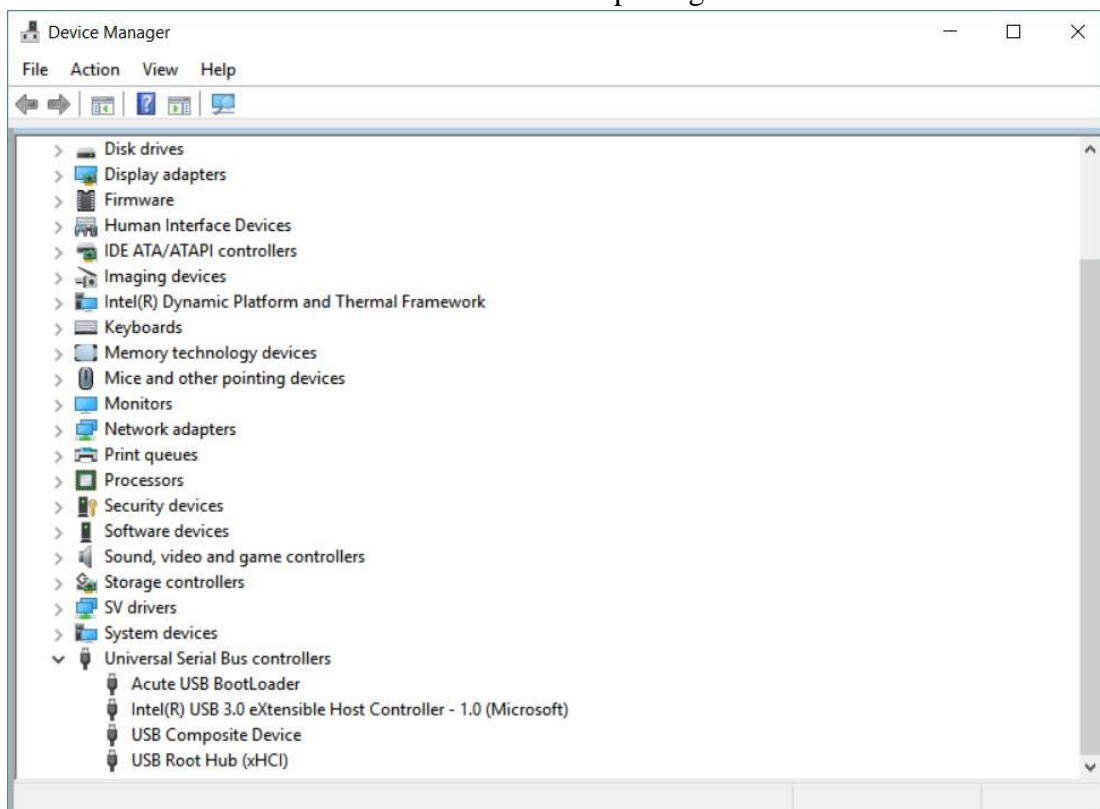 Device Manager
File Action View Help
Disk drives
Display adapters
Firmware
Human Interface Devices
IDE ATA/ATAPI controllers
Imaging devices
Intel(R) Dynamic Platform and Thermal Framework
Keyboards
Memory technology devices
Mice and other pointing devices
Monitors
Network adapters
Print queues
Processors
Security devices
Software devices
Sound, video and game controllers
Storage controllers
SV drivers
System devices
Universal Serial Bus controllers
Acute USB BootLoader
Intel(R) USB 3.0 eXtensible Host Controller - 1.0 (Microsoft)
USB Composite Device
USB Root Hub (xHCI)